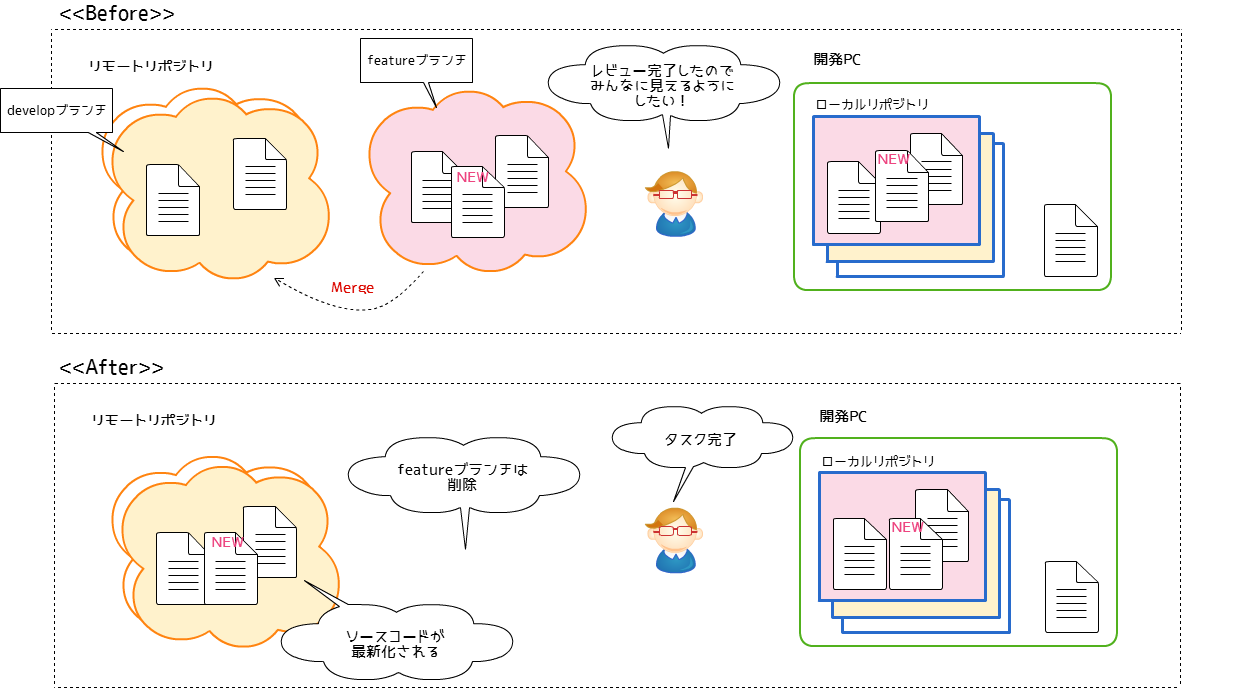 <<Before>>
リモートリポジトリ
developブランチ
featureブランチ
レビュー完了したので
みんなに見えるように
したい！
開発PC
ローカルリポジトリ
NEW
NEW
Merge
<<After>>
リモートリポジトリ
featureブランチは
削除
タスク完了
開発PC
ローカルリポジトリ
NEW
NEW
ソースコードが
最新化される